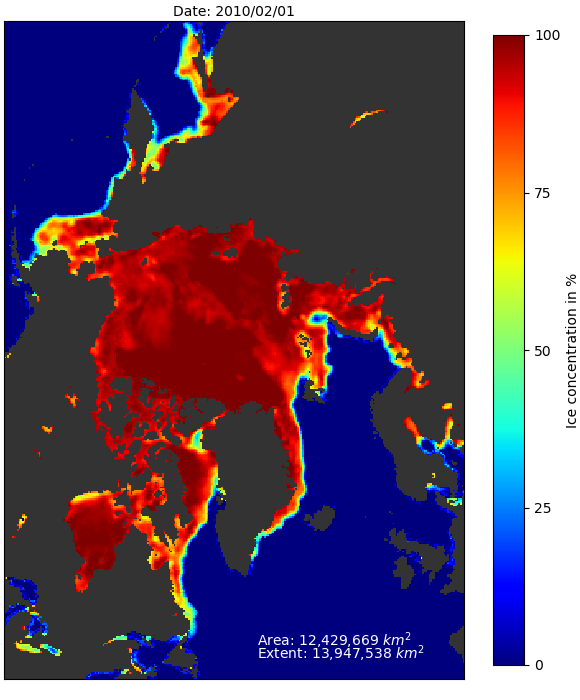 Date: 2010/02/01
100
75
50
25
0
Ice concentration in %
Area: 12,429,669 km²
Extent: 13,947,538 km²